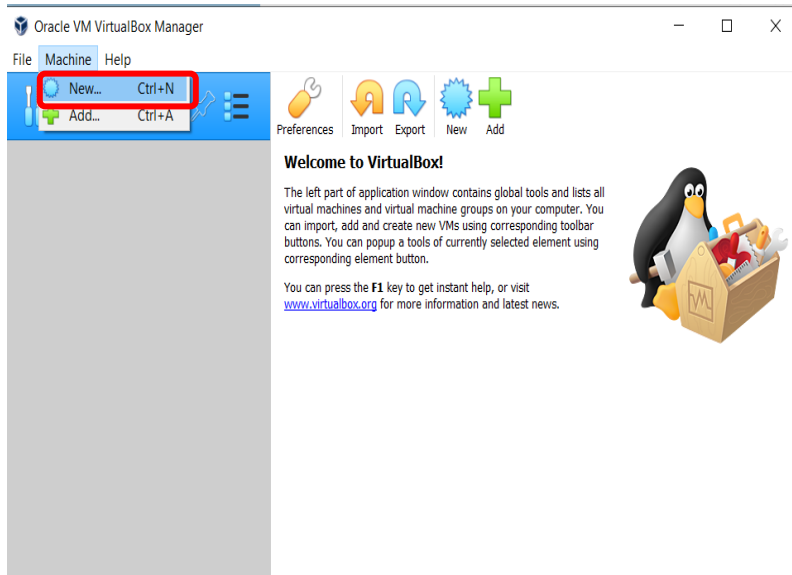 Oracle VM VirtualBox Manager
File Machine Help
New... Ctrl+N
Add... Ctrl+A
Preferences Import Export New Add
Welcome to VirtualBox!
The left part of application window contains global tools and lists all
virtual machines and virtual machine groups on your computer. You
can import, add and create new VMs using corresponding toolbar
buttons. You can popup a tools of currently selected element using
corresponding element button.
You can press the F1 key to get instant help, or visit
www.virtualbox.org for more information and latest news.